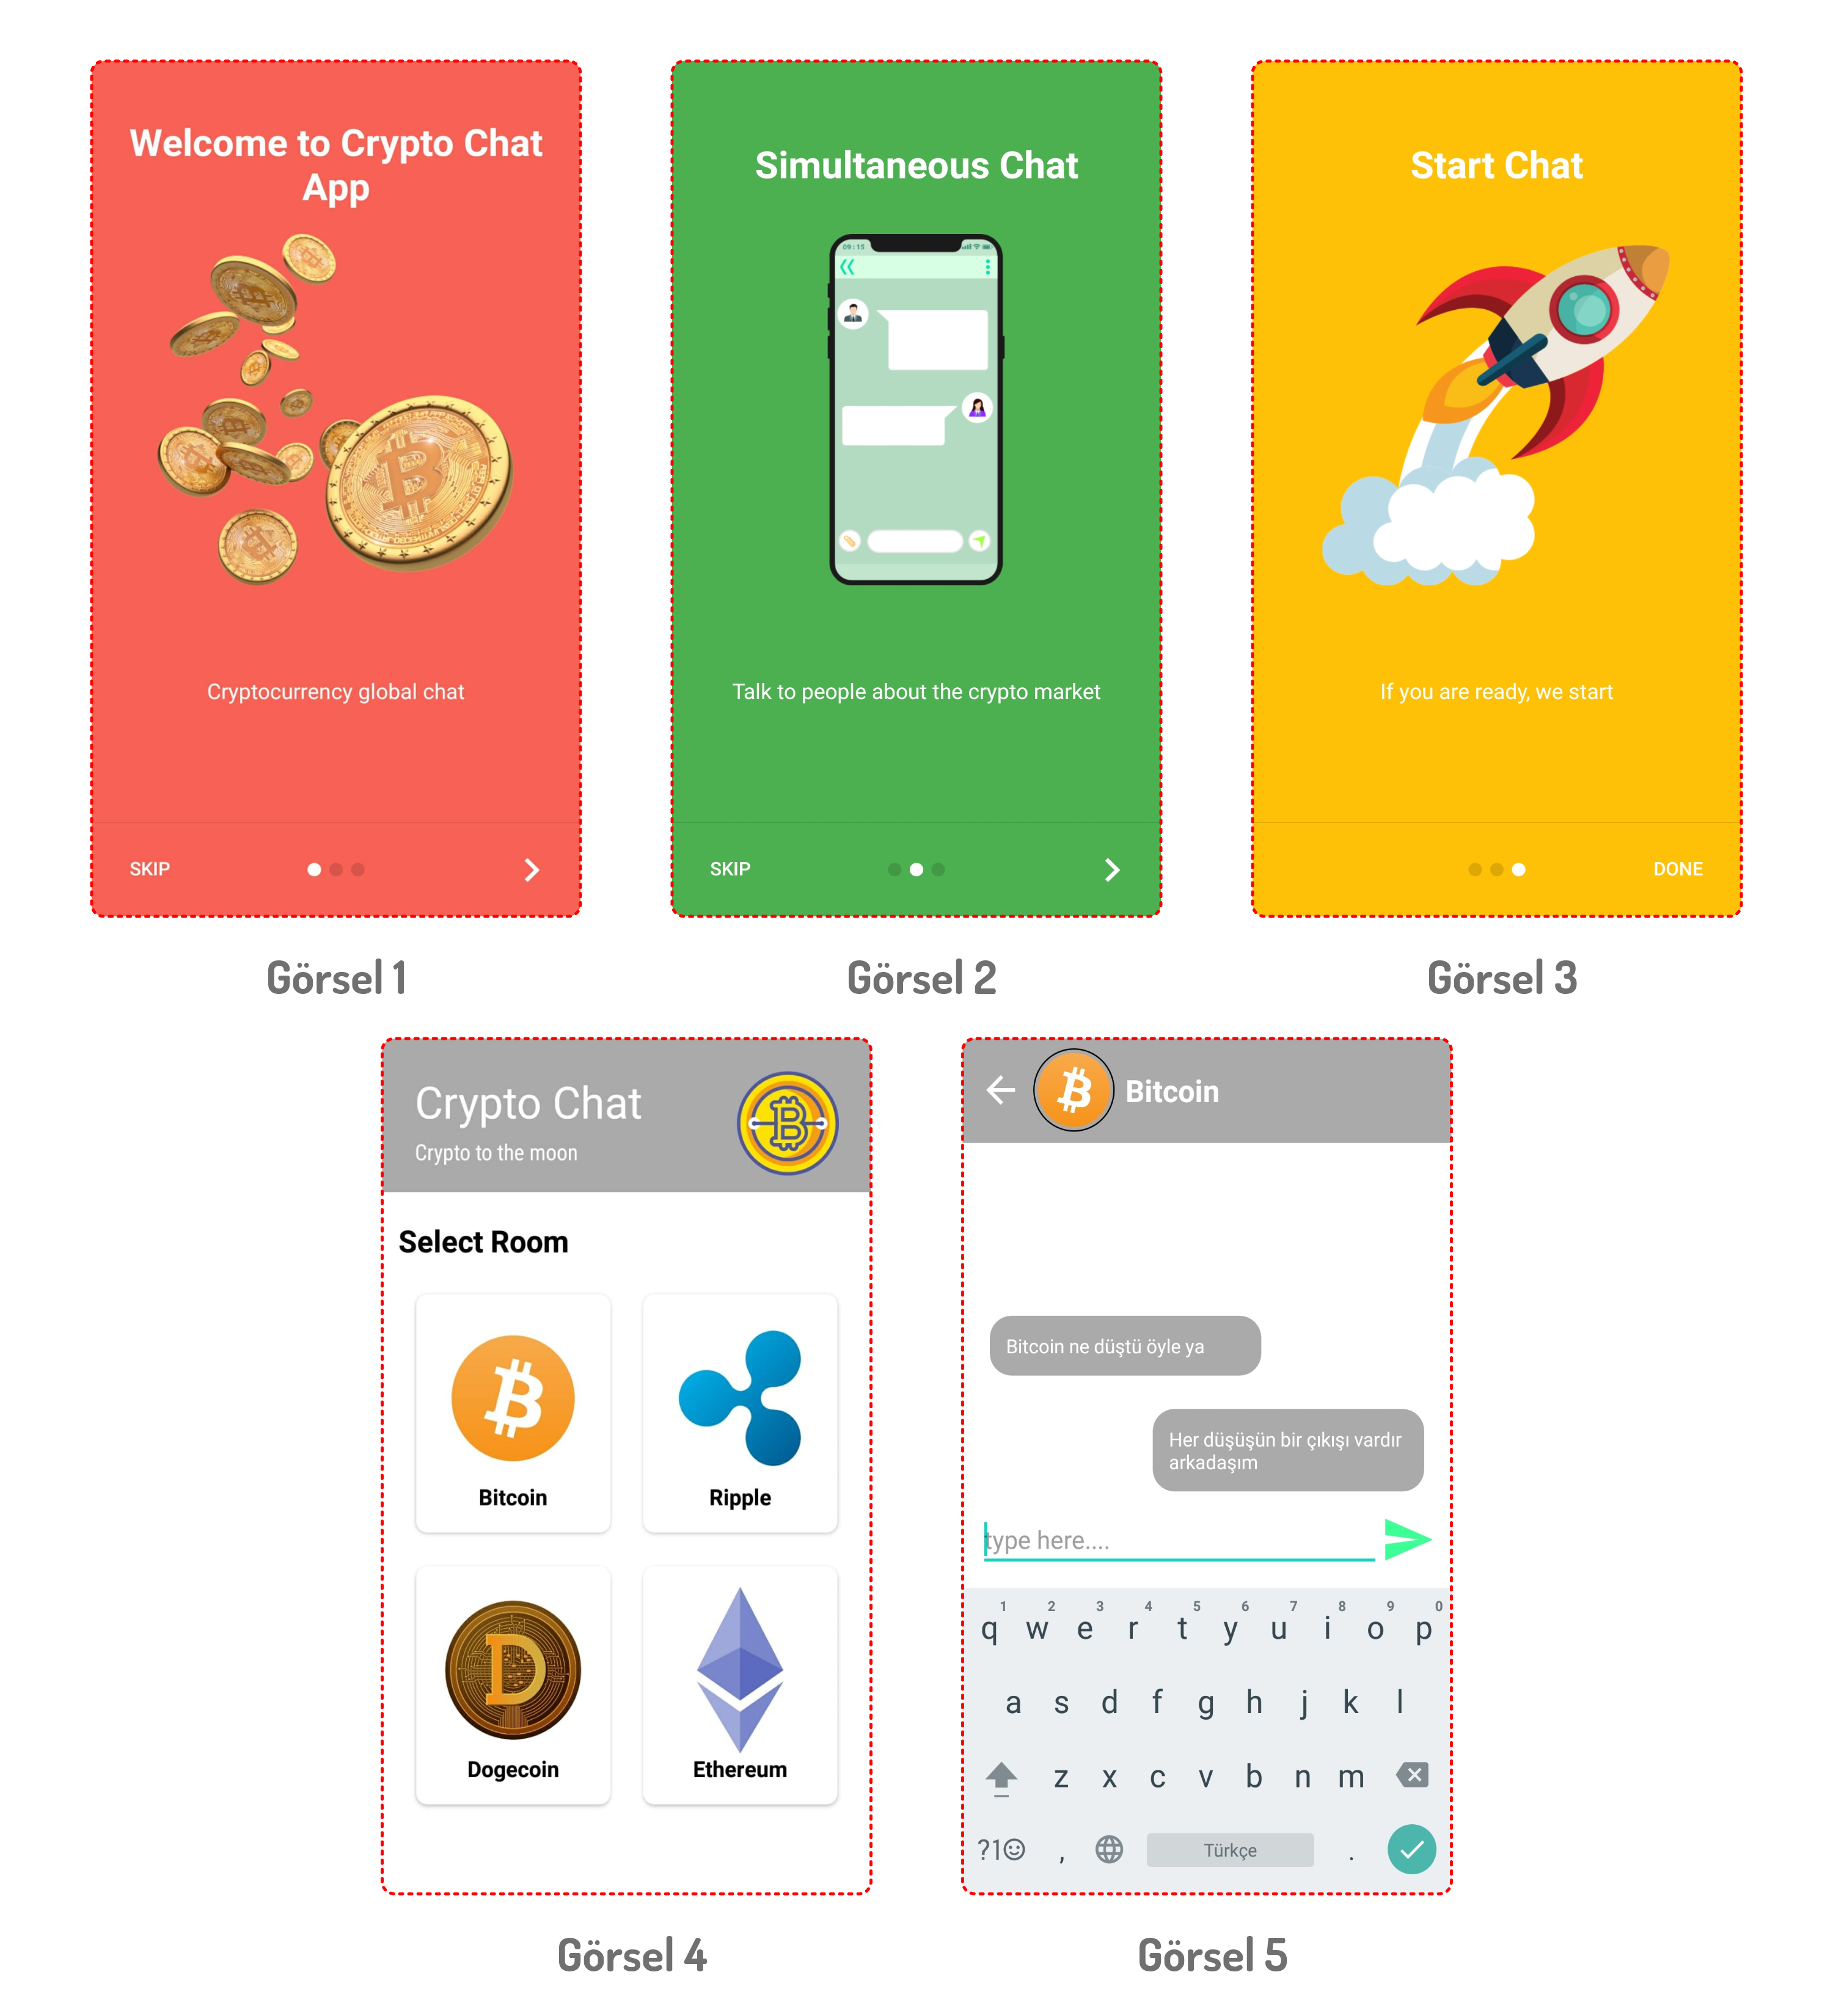 Welcome to Crypto Chat
App
Cryptocurrency global chat
SKIP
Görsel 1
Simultaneous Chat
09:15
Talk to people about the crypto market
SKIP
Görsel 2
Start Chat
If you are ready, we start
DONE
Görsel 3
Crypto Chat
Crypto to the moon
Select Room
Bitcoin
Ripple
Dogecoin
Ethereum
Görsel 4
Bitcoin
Bitcoin ne düştü öyle ya
Her düşüşün bir çıkışı vardır
arkadaşım
type here....
1 2 3 4 5 6 7 8 9 0
q w e r t y u i o p
a s d f g h j k l
z x c v b n m
?1☺ , Türkçe .
Görsel 5